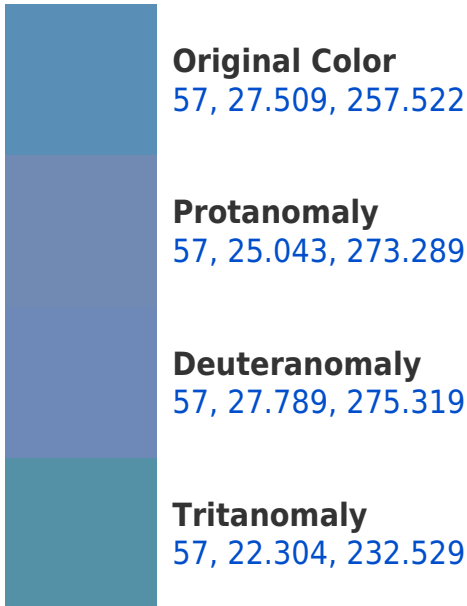 Original Color
57, 27.509, 257.522
Protanomaly
57, 25.043, 273.289
Deuteranomaly
57, 27.789, 275.319
Tritanomaly
57, 22.304, 232.529